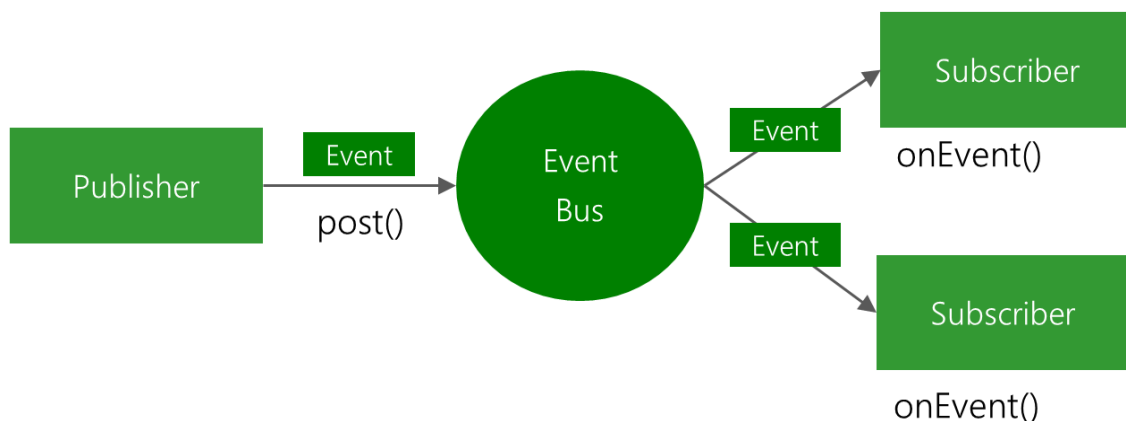 Publisher
Event
post()
Event
Bus
Event
Subscriber
onEvent()
Event
Subscriber
onEvent()